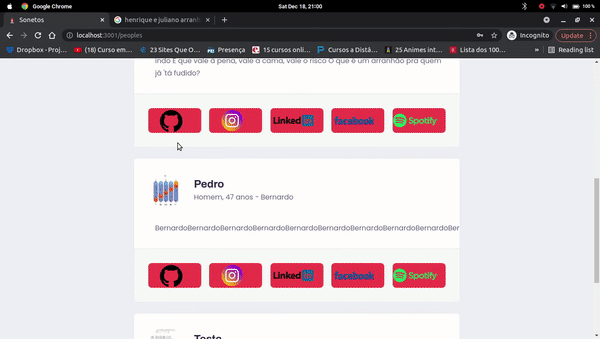 Google Chrome
Sat Dec 18, 21:00
100 %
Sonetos
henrique e juliano arranh
localhost:3001/peoples
Incognito
Update
Dropbox - Proj...
(18) Curso em...
23 Sites Que O...
Presença
15 cursos onli...
Cursos a Distâ...
25 Animes int...
Lista dos 100...
»
Reading list
indo E que vale a pena, vale a cama, vale o risco O que é um arranhão pra quem
já 'tá fudido?
Linked
facebook
Spotify
Pedro
Homem, 47 anos - Bernardo
BernardoBernardoBernardoBernardoBernardoBernardoBernardoBernardoBernardoBer
Linked
facebook
Spotify